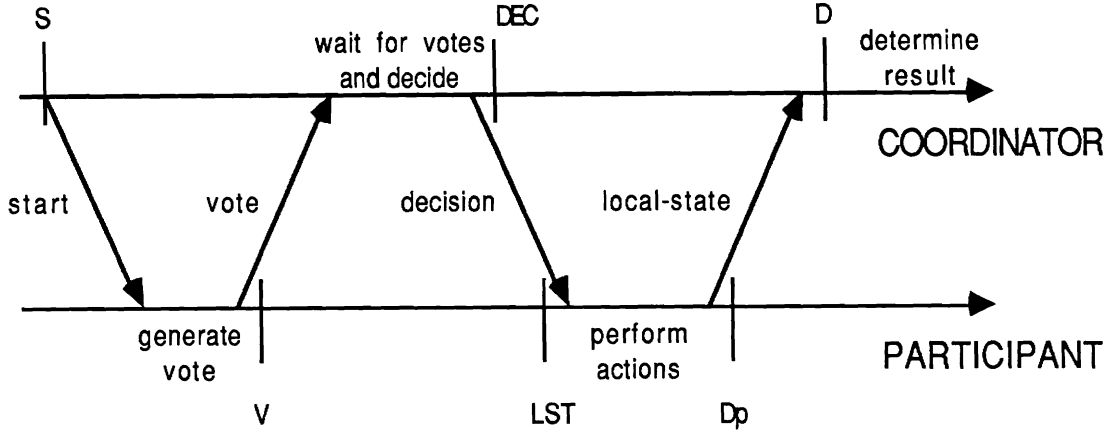 S
DEC
D
wait for votes
and decide
determine
result
COORDINATOR
start
vote
decision
local-state
generate
vote
perform
actions
PARTICIPANT
V
LST
Dp